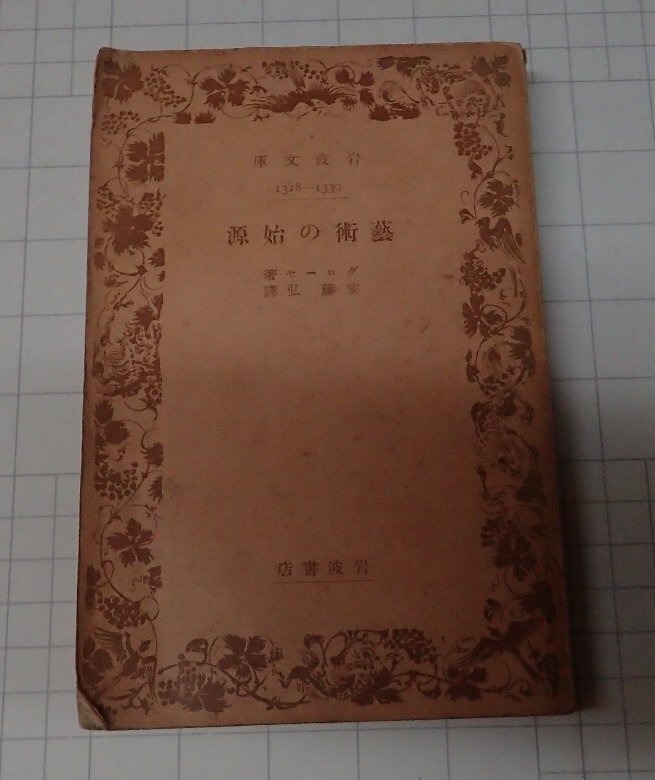 岩波文庫
1328—1330
藝術の始源
グローセ著
安藤弘譯
岩波書店